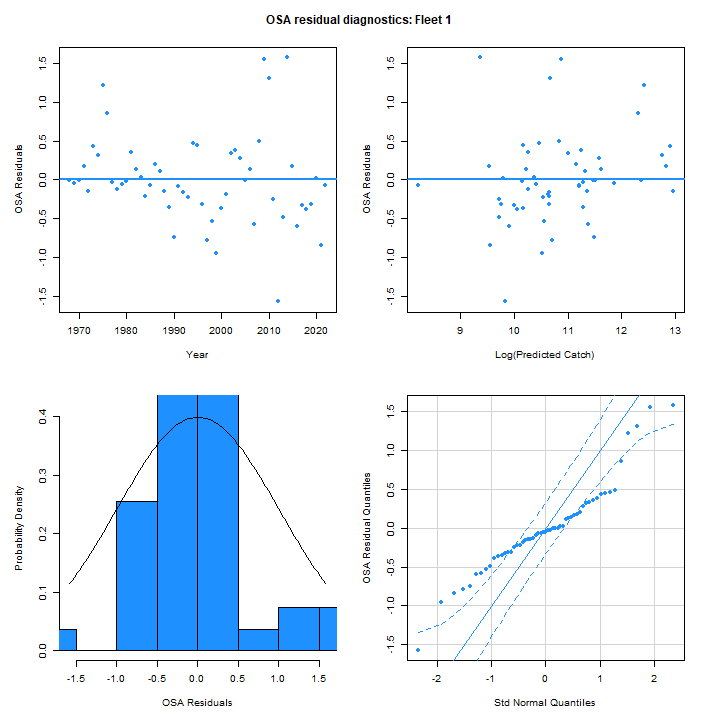 OSA residual diagnostics: Fleet 1
1.5
1.0
0.5
0.0
-0.5
-1.0
-1.5
OSA Residuals
1970 1980 1990 2000 2010 2020
Year
1.5
1.0
0.5
0.0
-0.5
-1.0
-1.5
OSA Residuals
9 10 11 12 13
Log(Predicted Catch)
0.4
0.3
0.2
0.1
0.0
Probability Density
-1.5 -1.0 -0.5 0.0 0.5 1.0 1.5
OSA Residuals
1.5
1.0
0.5
0.0
-0.5
-1.0
-1.5
OSA Residual Quantiles
-2 -1 0 1 2
Std Normal Quantiles